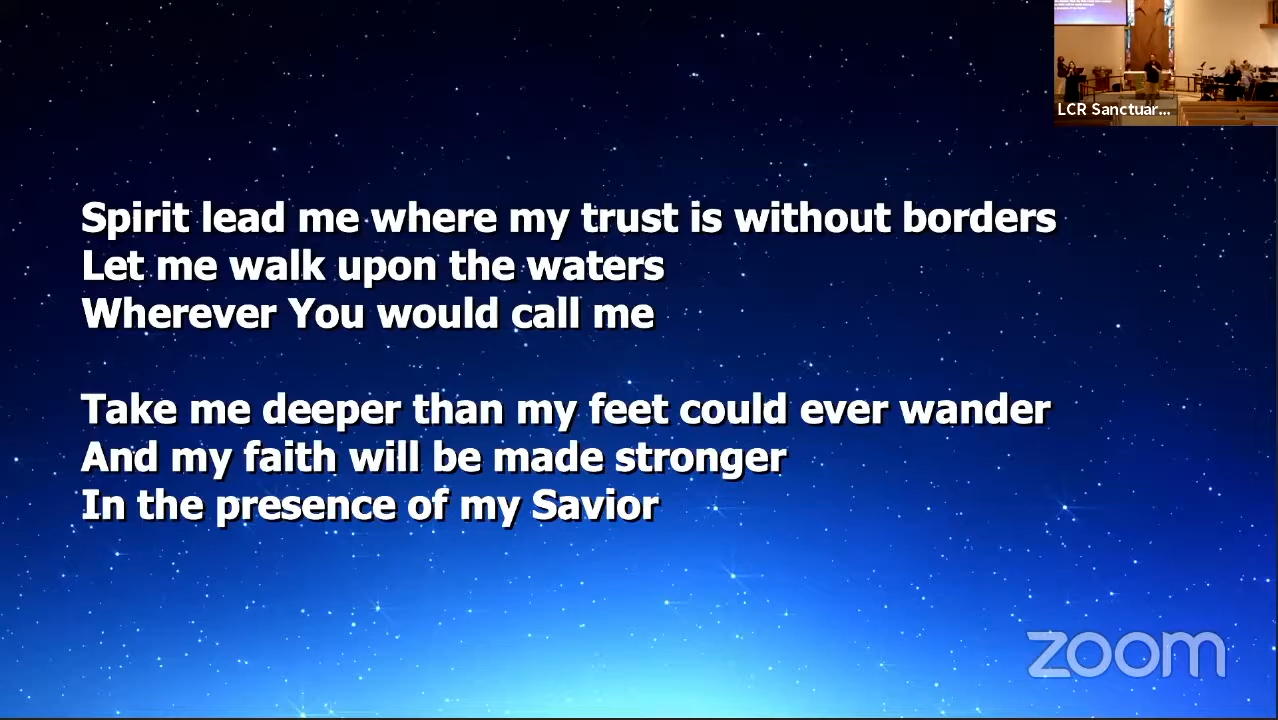 LCR Sanctuar...
Spirit lead me where my trust is without borders
Let me walk upon the waters
Wherever You would call me
Take me deeper than my feet could ever wander
And my faith will be made stronger
In the presence of my Savior
zoom